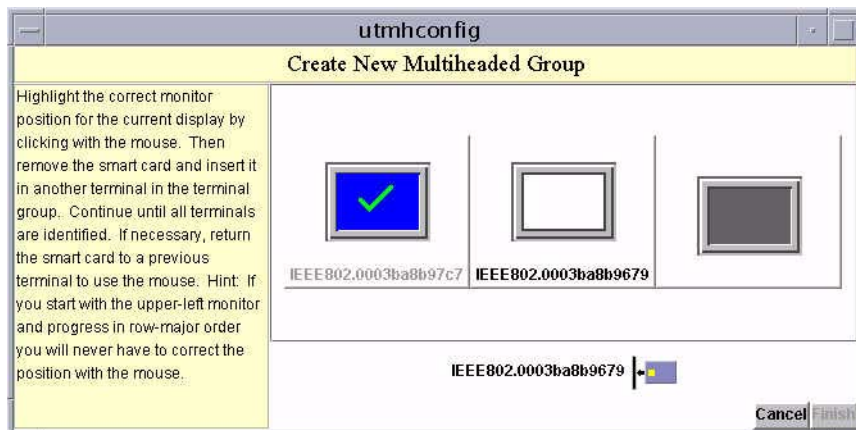 utmhconfig
Create New Multiheaded Group
Highlight the correct monitor
position for the current display by
clicking with the mouse. Then
remove the smart card and insert it
in another terminal in the terminal
group. Continue until all terminals
are identified. If necessary, return
the smart card to a previous
terminal to use the mouse. Hint: If
you start with the upper-left monitor
and progress in row-major order
you will never have to correct the
position with the mouse.
IEEE802.0003ba8b97c7 IEEE802.0003ba8b9679
IEEE802.0003ba8b9679
Cancel Finish